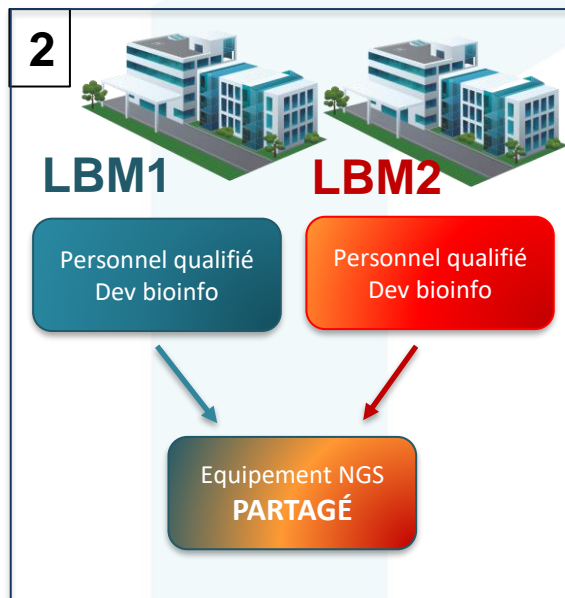 2
LBM1
LBM2
Personnel qualifié
Dev bioinfo
Personnel qualifié
Dev bioinfo
Equipement NGS
PARTAGÉ